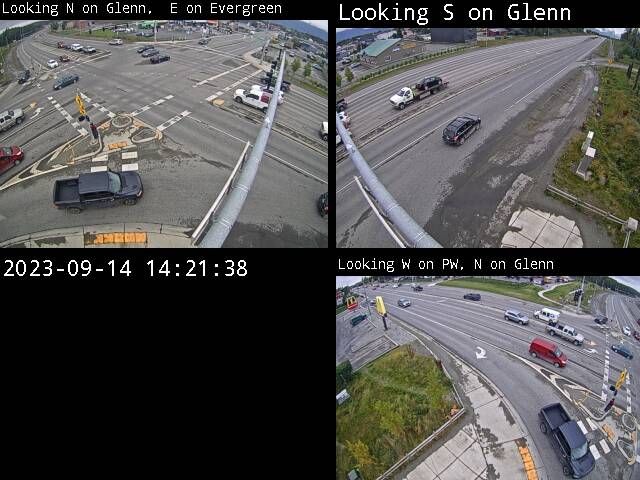 Looking N on Glenn, E on Evergreen
Looking S on Glenn
2023-09-14 14:21:38
Looking W on PW, N on Glenn